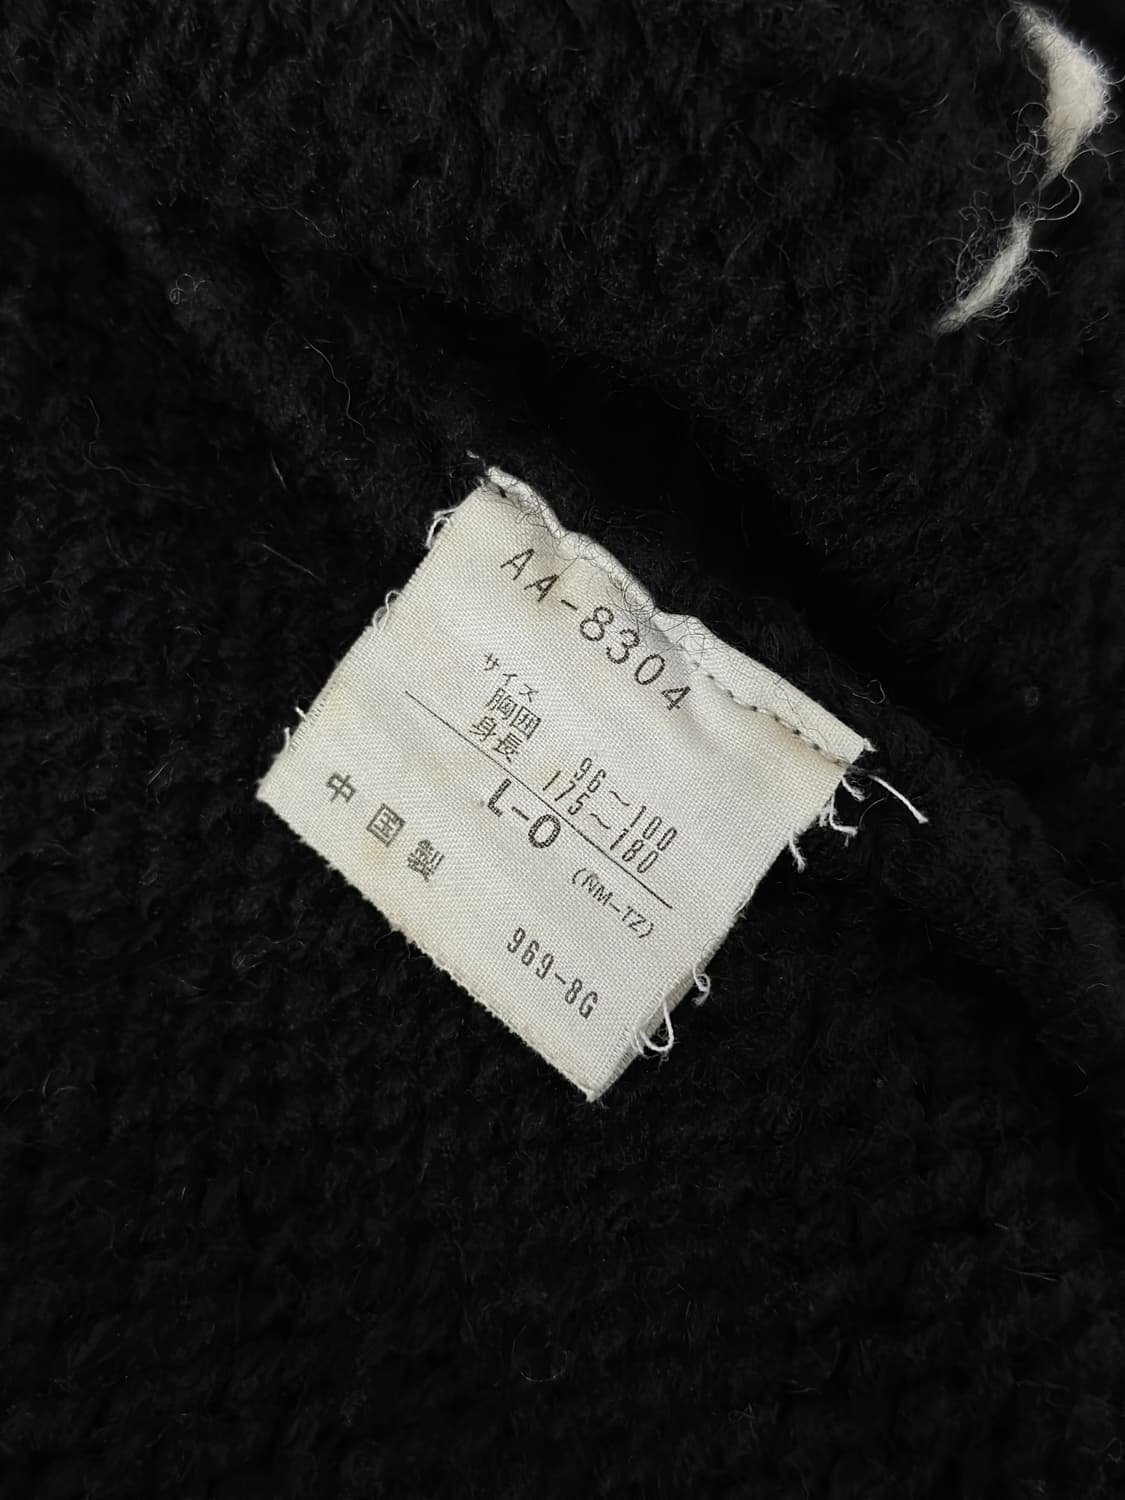 AA-8304
サイズ
胸囲 96~100
身長 175~180
L-O
(NM-TZ)
中国製
969-8G